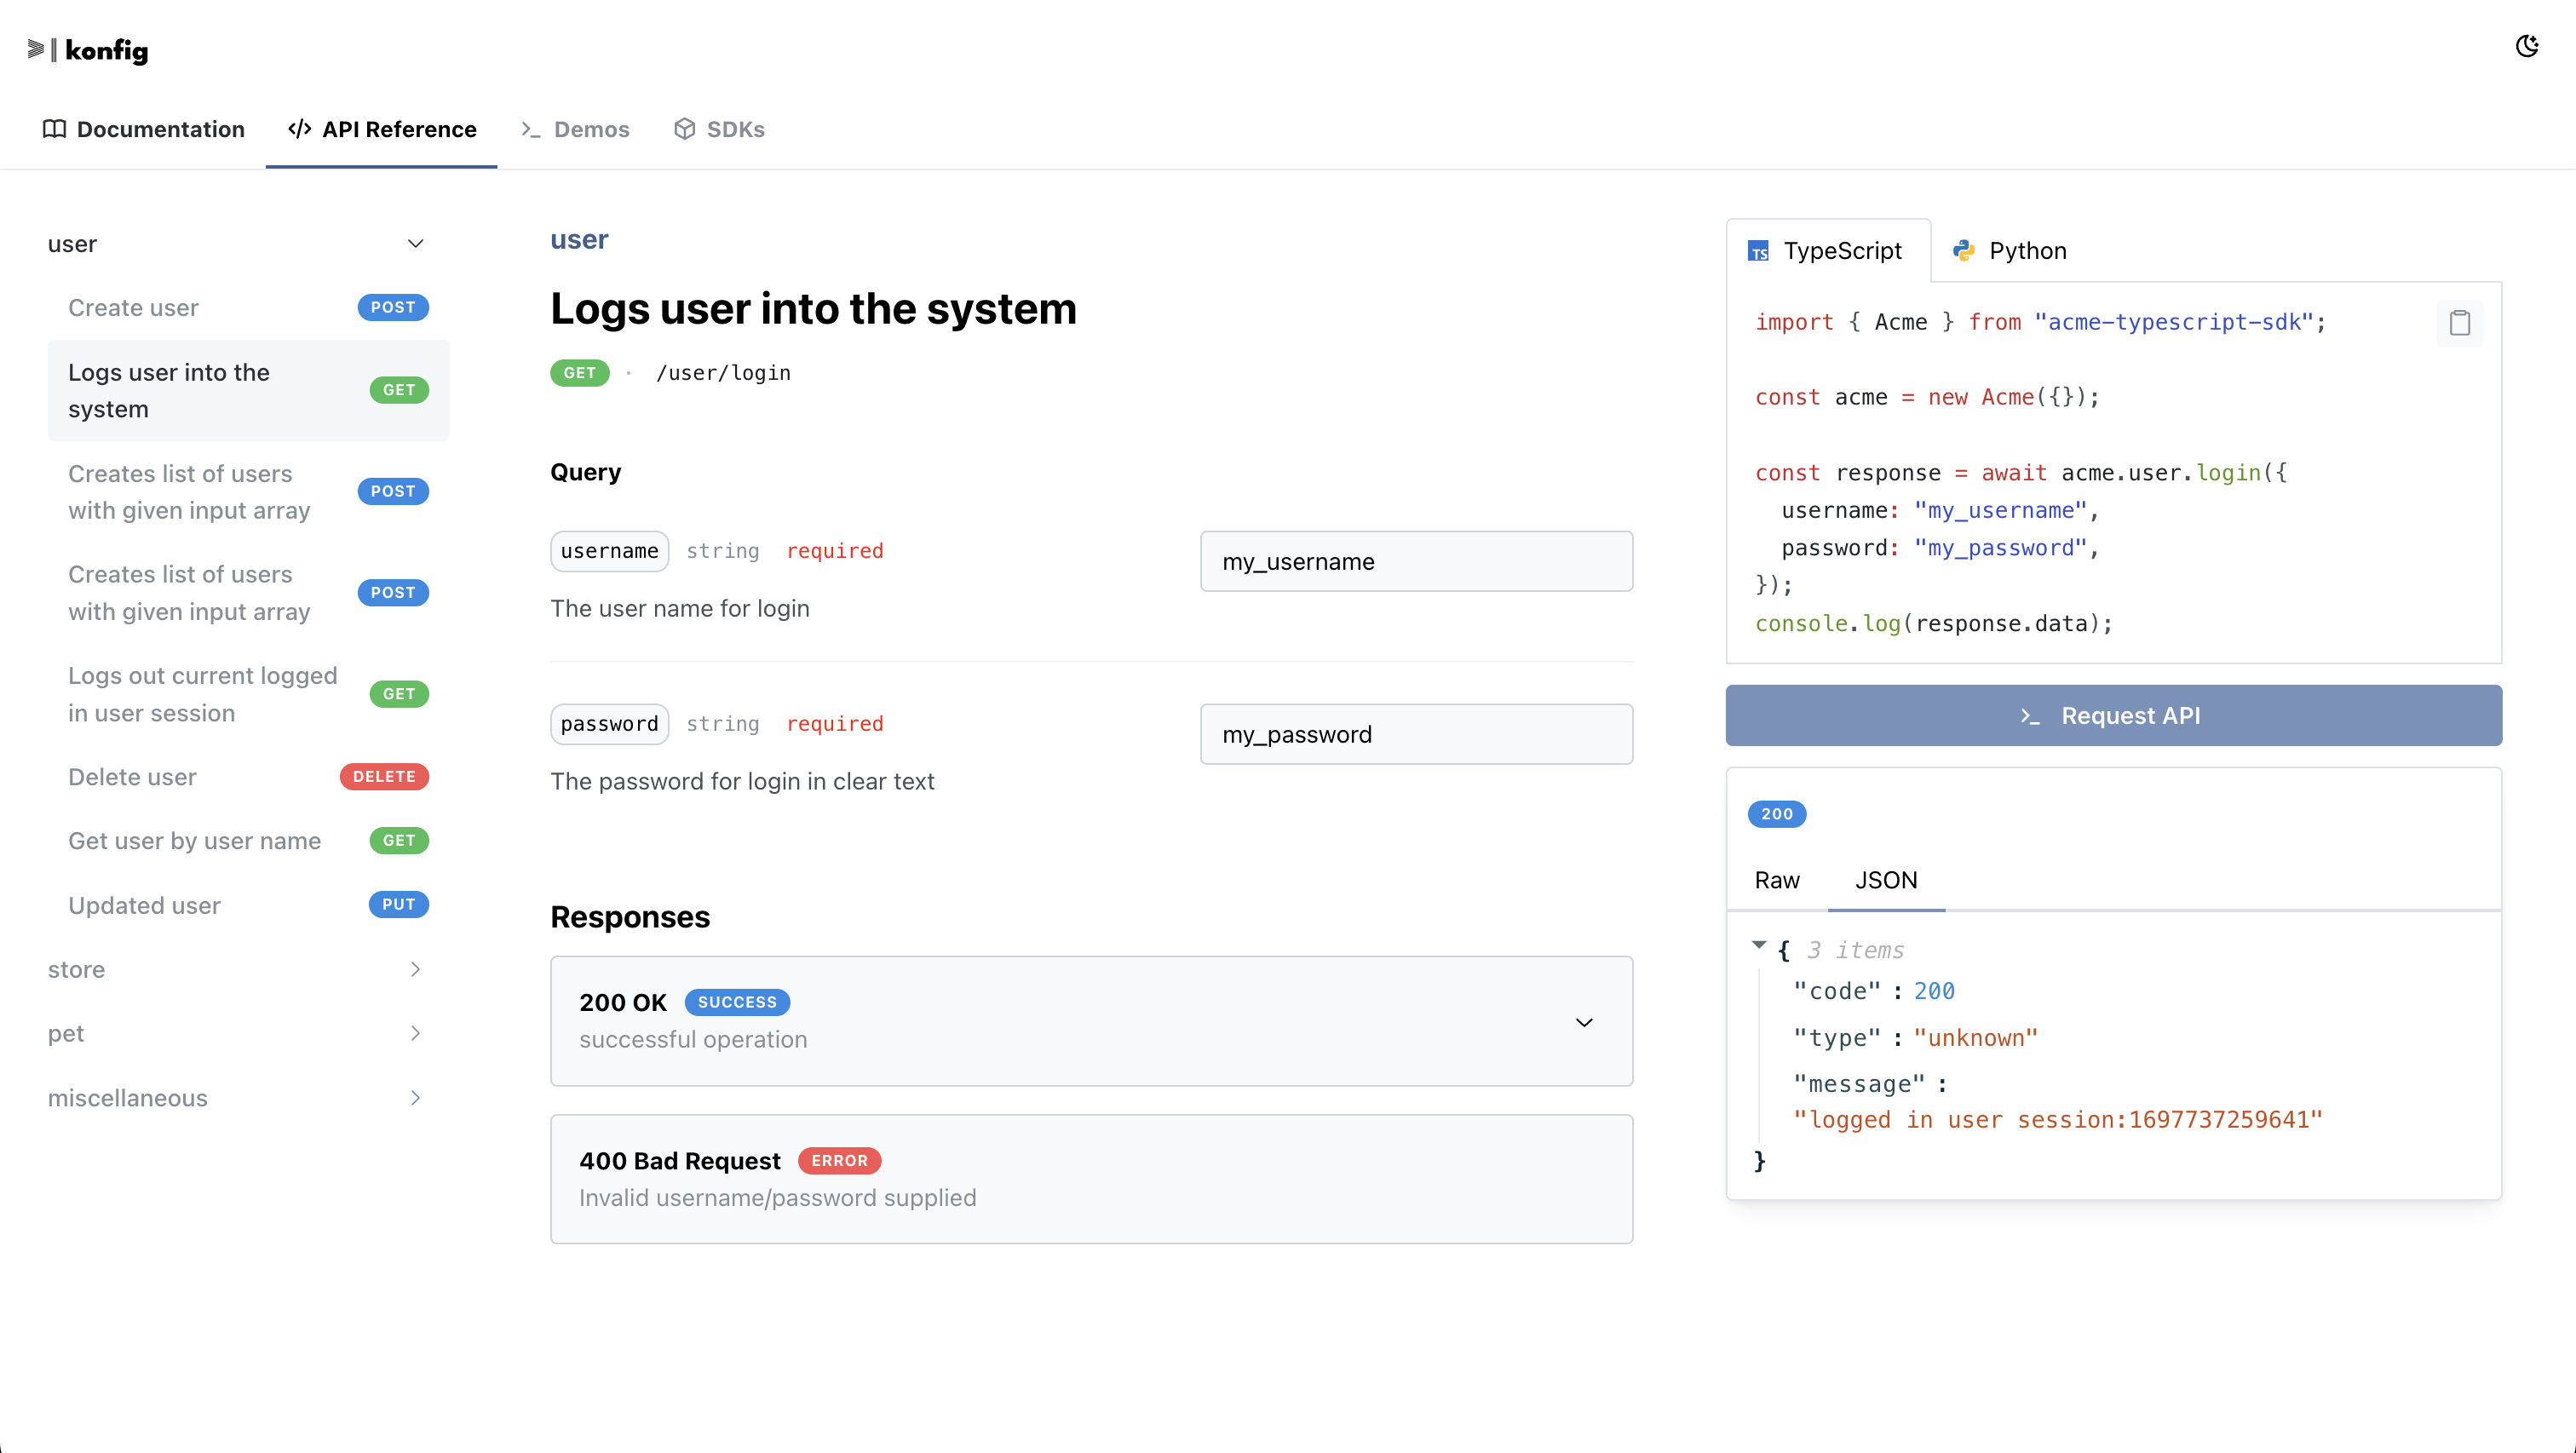 konfig
Documentation
API Reference
Demos
SDKs
user
Create user
POST
Logs user into the
system
GET
Creates list of users
with given input array
POST
Creates list of users
with given input array
POST
Logs out current logged
in user session
GET
Delete user
DELETE
Get user by user name
GET
Updated user
PUT
store
pet
miscellaneous
user
Logs user into the system
GET · /user/login
Query
username string required
my_username
The user name for login
password string required
my_password
The password for login in clear text
Responses
200 OK SUCCESS
successful operation
400 Bad Request ERROR
Invalid username/password supplied
TS TypeScript
Python
import { Acme } from "acme-typescript-sdk";
const acme = new Acme({});
const response = await acme.user.login({
  username: "my_username",
  password: "my_password",
});
console.log(response.data);
>_ Request API
200
Raw
JSON
{ 3 items
"code" : 200
"type" : "unknown"
"message" :
"logged in user session:1697737259641"
}